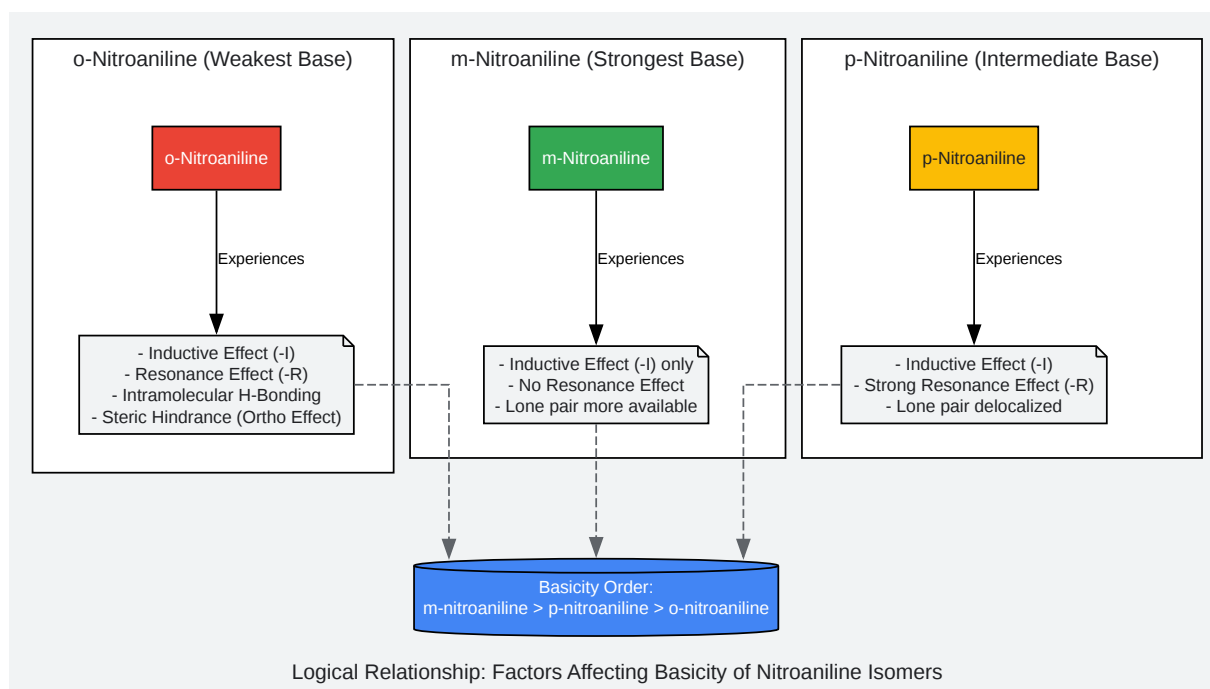 o-Nitroaniline (Weakest Base)
o-Nitroaniline
Experiences
- Inductive Effect (-I)
- Resonance Effect (-R)
- Intramolecular H-Bonding
- Steric Hindrance (Ortho Effect)
m-Nitroaniline (Strongest Base)
m-Nitroaniline
Experiences
- Inductive Effect (-I) only
- No Resonance Effect
- Lone pair more available
p-Nitroaniline (Intermediate Base)
p-Nitroaniline
Experiences
- Inductive Effect (-I)
- Strong Resonance Effect (-R)
- Lone pair delocalized
Basicity Order:
m-nitroaniline > p-nitroaniline > o-nitroaniline
Logical Relationship: Factors Affecting Basicity of Nitroaniline Isomers